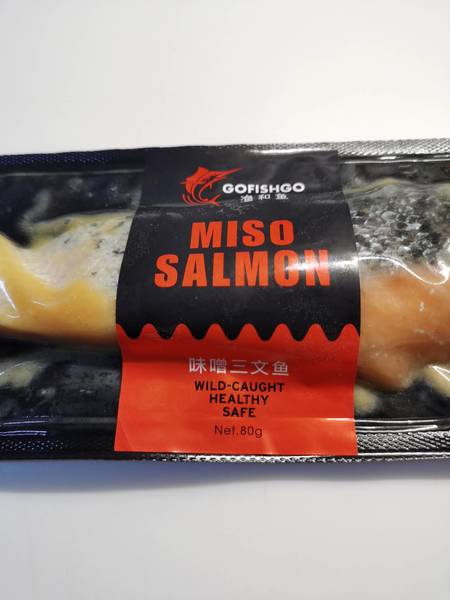 GOFISHGO
渔和鱼
MISO
SALMON
味噌三文鱼
WILD-CAUGHT
HEALTHY
SAFE
Net.80g